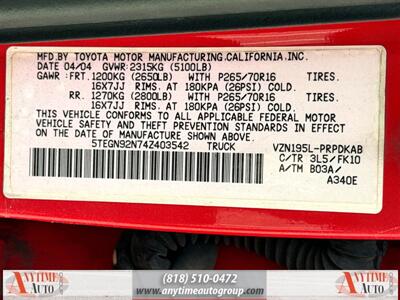 MFD. BY TOYOTA MOTOR MANUFACTURING.CALIFORNIA.INC.
DATE 04/04 GVWR:2315KG (5100LB)
GAWR : FRT. 1200KG (2650LB) WITH P265/70R16 TIRES.
16X7JJ RIMS. AT 180KPA (26PSI) COLD.
RR. 1270KG (2800LB) WITH P265/70R16 TIRES.
16X7JJ RIMS. AT 180KPA (26PSI) COLD.
THIS VEHICLE CONFORMS TO ALL APPLICABLE FEDERAL MOTOR
VEHICLE SAFETY AND THEFT PREVENTION STANDARDS IN EFFECT
ON THE DATE OF MANUFACTURE SHOWN ABOVE.
5TEGN92N74Z403542 TRUCK
VZN195L-PRPDKAB
C/TR 3L5/FK10
A/TM B03A/
A340E
ANYTIME
AUTO
(818) 510-0472
www.anytimeautogroup.com
ANYTIME
AUTO